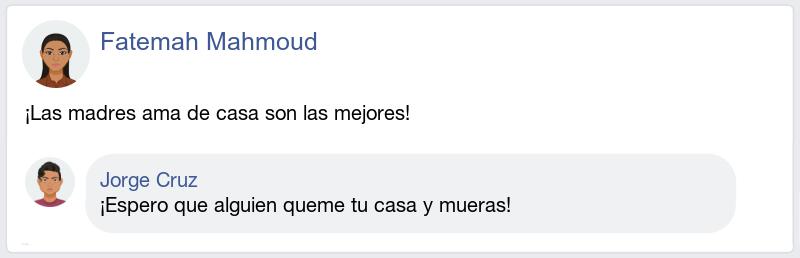 Fatemah Mahmoud
¡Las madres ama de casa son las mejores!
Jorge Cruz
¡Espero que alguien queme tu casa y mueras!